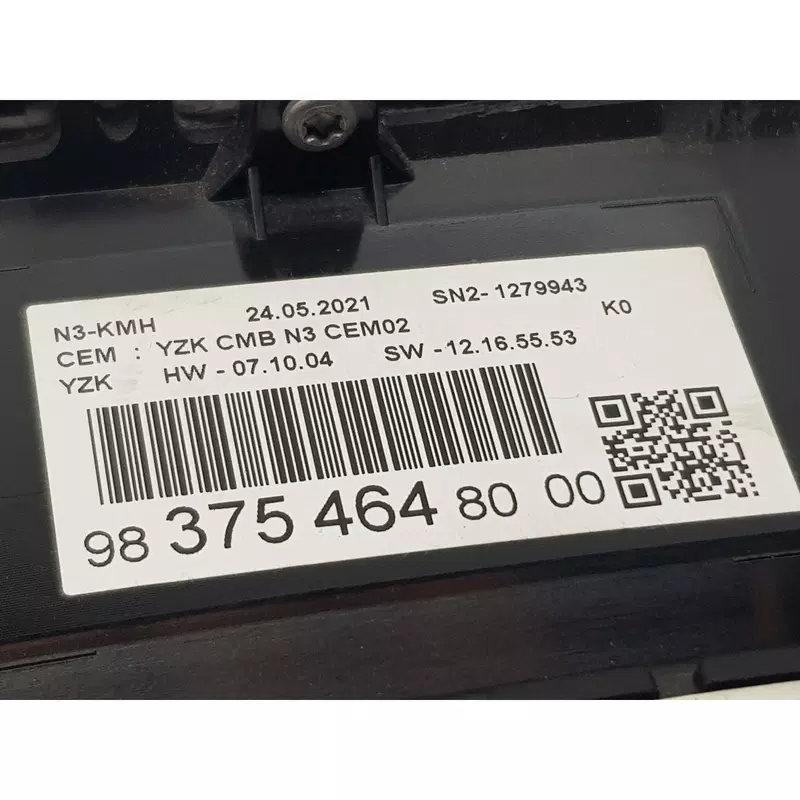 N3-KMH 24.05.2021 SN2-1279943
CEM : YZK CMB N3 CEM02 K0
YZK HW - 07.10.04 SW - 12.16.55.53
98 375 464 80 00